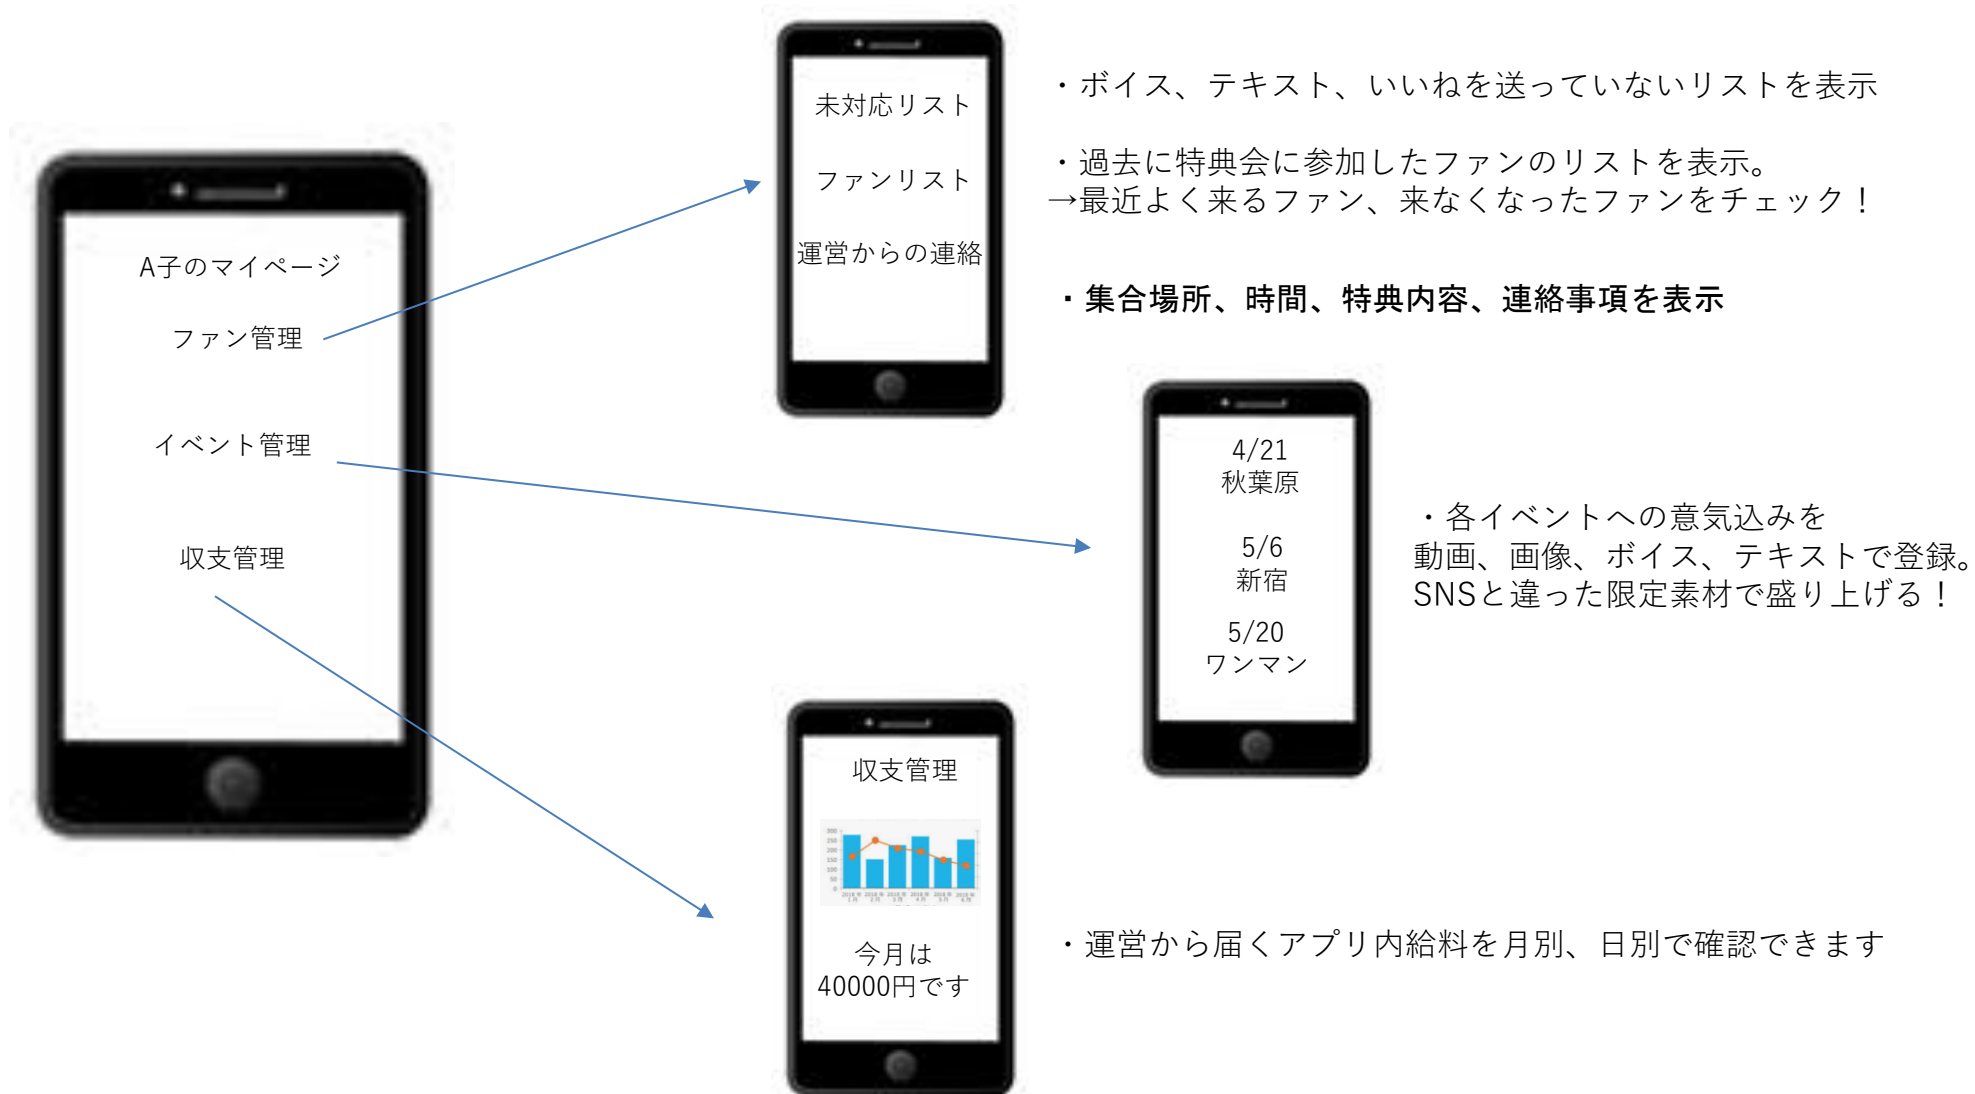 A子のマイページ
ファン管理
イベント管理
収支管理
未対応リスト
ファンリスト
運営からの連絡
・ボイス、テキスト、いいねを送っていないリストを表示
・過去に特典会に参加したファンのリストを表示。
→最近よく来るファン、来なくなったファンをチェック！
・集合場所、時間、特典内容、連絡事項を表示
4/21
秋葉原
5/6
新宿
5/20
ワンマン
・各イベントへの意気込みを
動画、画像、ボイス、テキストで登録。
SNSと違った限定素材で盛り上げる！
収支管理
300
250
200
150
100
50
0
今月は
40000円です
・運営から届くアプリ内給料を月別、日別で確認できます